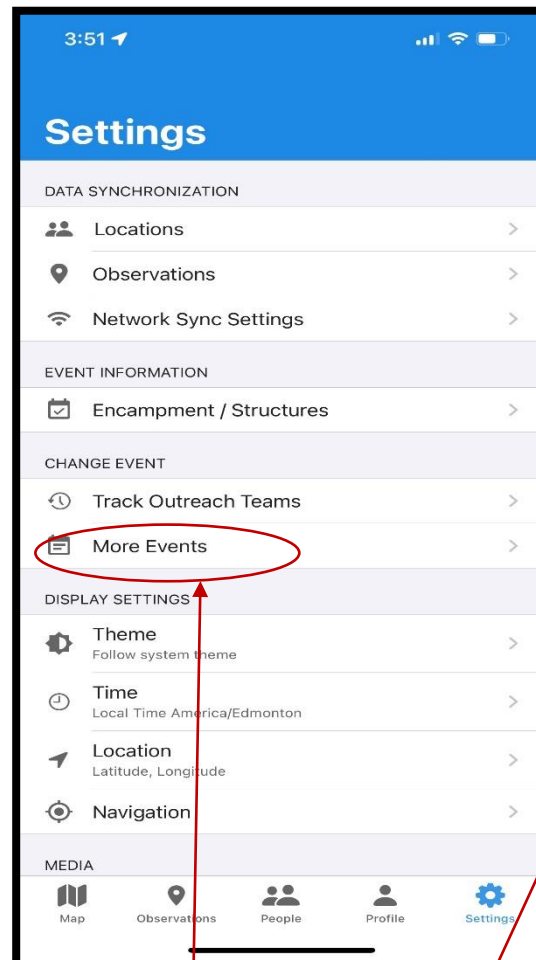 3:51
Settings
DATA SYNCHRONIZATION
Locations
Observations
Network Sync Settings
EVENT INFORMATION
Encampment / Structures
CHANGE EVENT
Track Outreach Teams
More Events
DISPLAY SETTINGS
Theme
Follow system theme
Time
Local Time America/Edmonton
Location
Latitude, Longitude
Navigation
MEDIA
Map Observations People Profile Settings